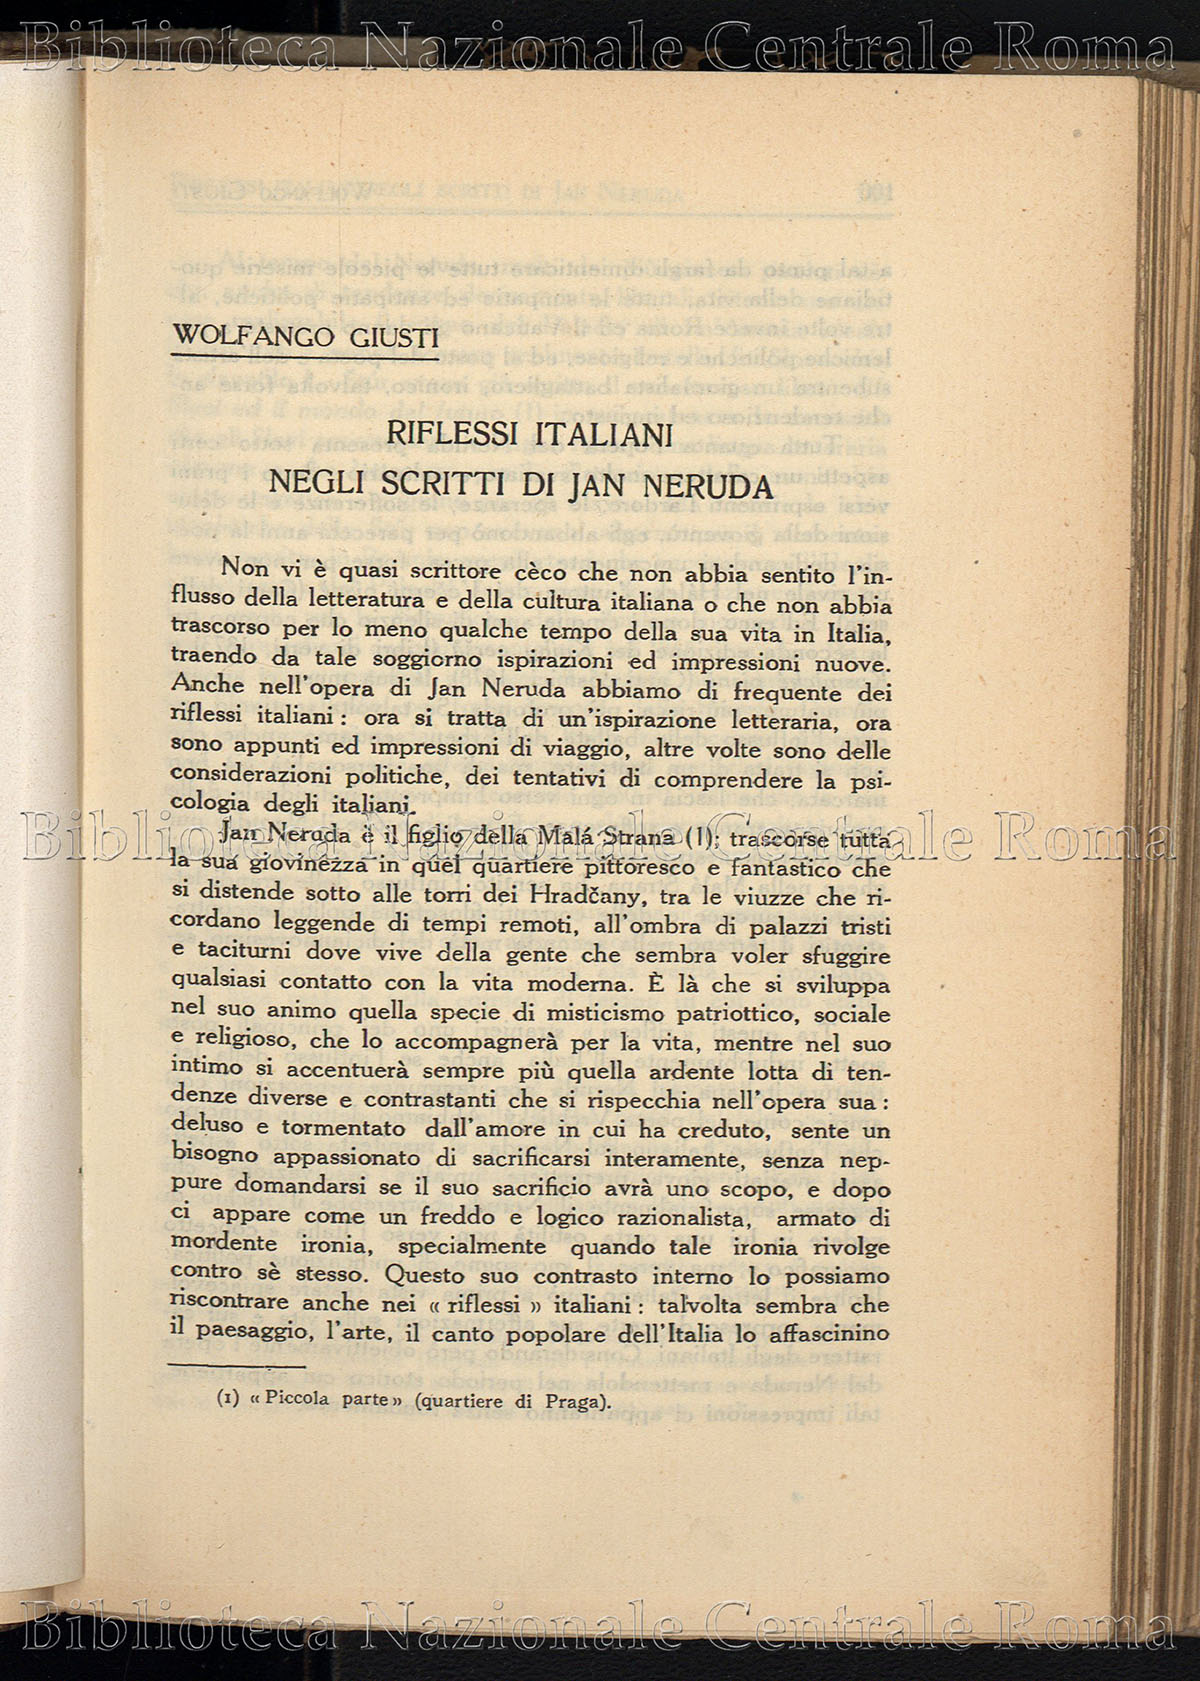 Biblioteca Nazionale Centrale Roma
WOLFANGO GIUSTI
RIFLESSI ITALIANI
NEGLI SCRITTI DI JAN NERUDA
Non vi è quasi scrittore cèco che non abbia sentito l'in-
flusso della letteratura e della cultura italiana o che non abbia
trascorso per lo meno qualche tempo della sua vita in Italia,
traendo da tale soggiorno ispirazioni ed impressioni nuove.
Anche nell'opera di Jan Neruda abbiamo di frequente dei
riflessi italiani : ora si tratta di un'ispirazione letteraria, ora
sono appunti ed impressioni di viaggio, altre volte sono delle
considerazioni politiche, dei tentativi di comprendere la psi-
cologia degli italiani.
Biblioteca Nazionale Centrale Roma
Jan Neruda è il figlio della Malá Strana (1); trascorse tutta
la sua giovinezza in quel quartiere pittoresco e fantastico che
si distende sotto alle torri dei Hradčany, tra le viuzze che ri-
cordano leggende di tempi remoti, all'ombra di palazzi tristi
e taciturni dove vive della gente che sembra voler sfuggire
qualsiasi contatto con la vita moderna. È là che si sviluppa
nel suo animo quella specie di misticismo patriottico, sociale
e religioso, che lo accompagnerà per la vita, mentre nel suo
intimo si accentuerà sempre più quella ardente lotta di ten-
denze diverse e contrastanti che si rispecchia nell'opera sua :
deluso e tormentato dall'amore in cui ha creduto, sente un
bisogno appassionato di sacrificarsi interamente, senza nep-
pure domandarsi se il suo sacrificio avrà uno scopo, e dopo
ci appare come un freddo e logico razionalista, armato di
mordente ironia, specialmente quando tale ironia rivolge
contro sè stesso. Questo suo contrasto interno lo possiamo
riscontrare anche nei « riflessi » italiani : talvolta sembra che
il paesaggio, l'arte, il canto popolare dell'Italia lo affascinino
(1) « Piccola parte » (quartiere di Praga).
Biblioteca Nazionale Centrale Roma